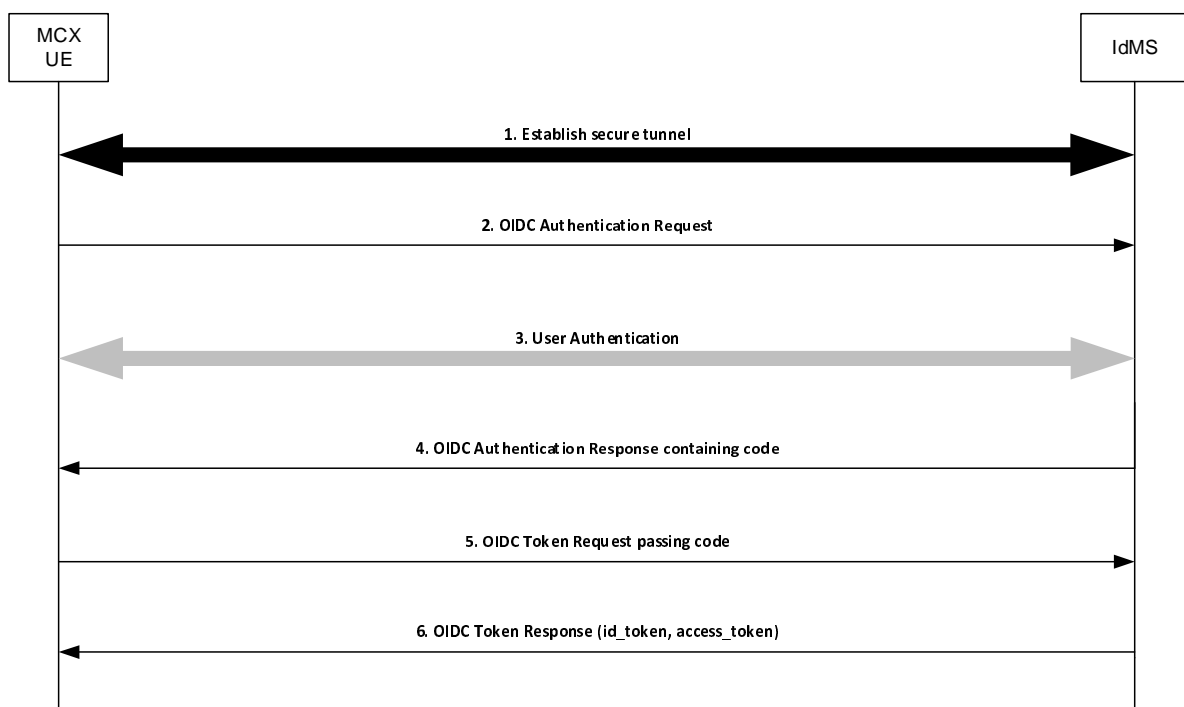 MCX
UE
IdMS
1. Establish secure tunnel
2. OIDC Authentication Request
3. User Authentication
4. OIDC Authentication Response containing code
5. OIDC Token Request passing code
6. OIDC Token Response (id_token, access_token)